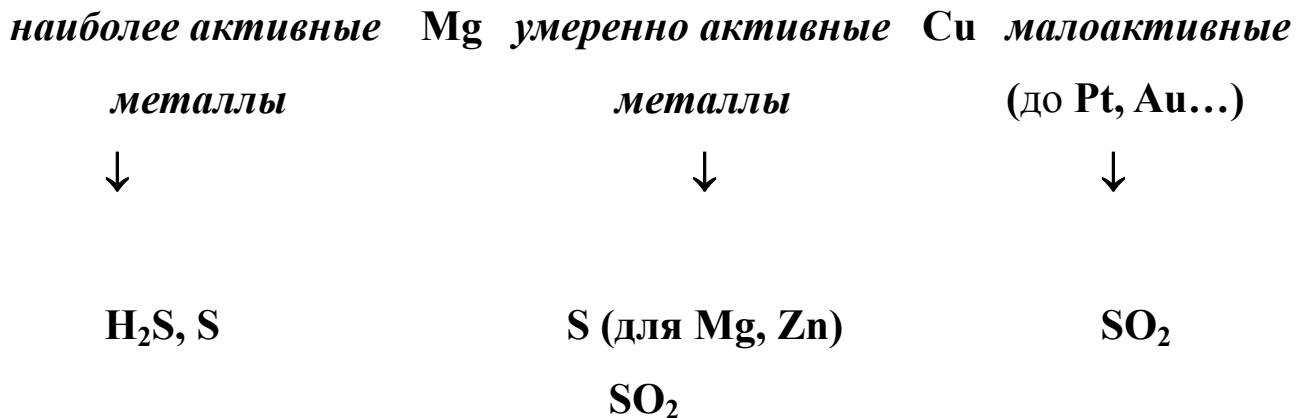 наиболее активные Mg умеренно активные Cu малоактивные
металлы металлы (до Pt, Au…)
↓ ↓ ↓
H₂S, S S (для Mg, Zn) SO₂
SO₂